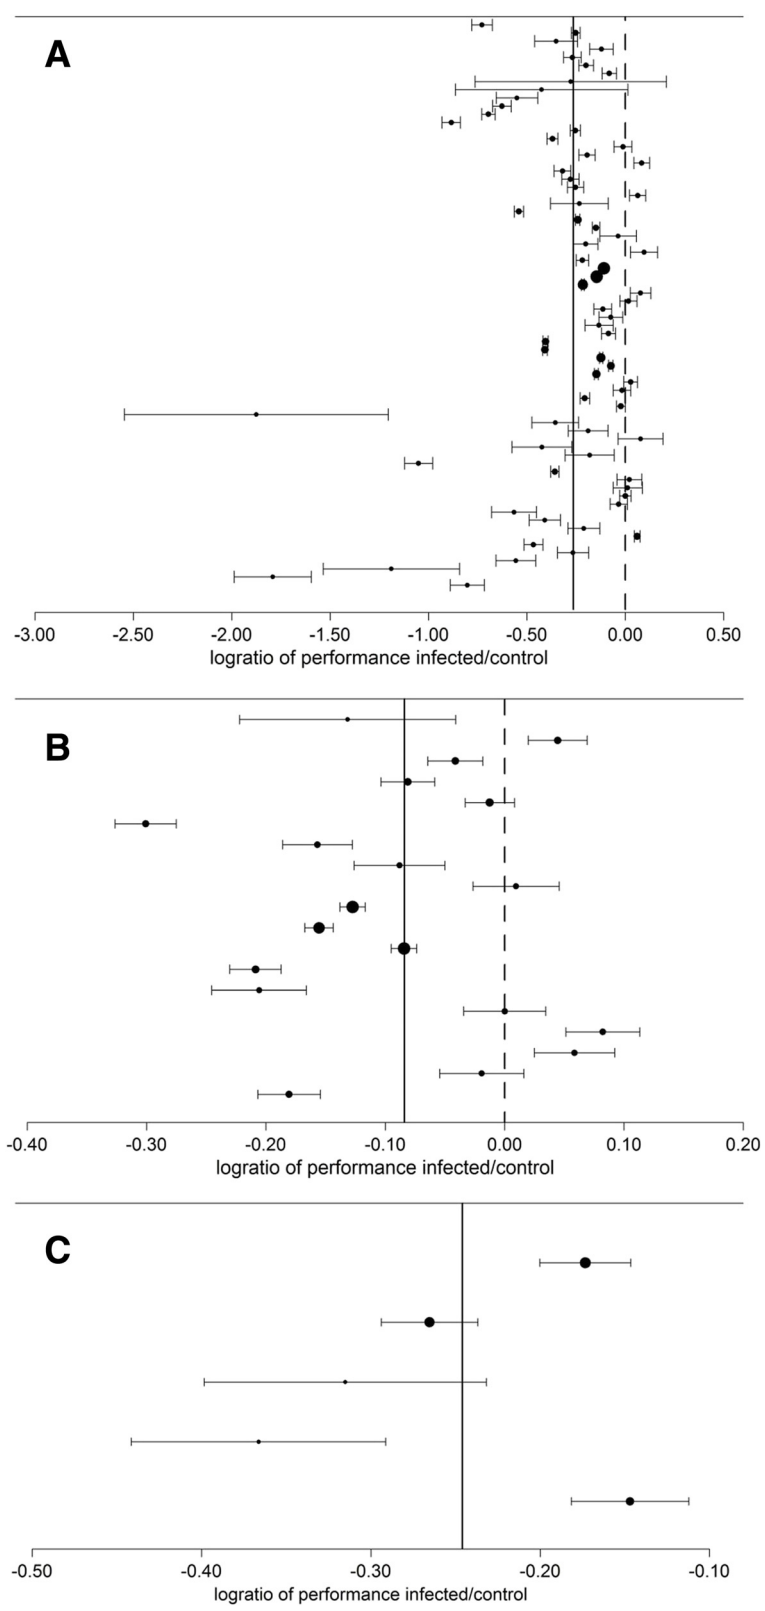 A
-3.00 -2.50 -2.00 -1.50 -1.00 -0.50 0.00 0.50
logratio of performance infected/control
B
-0.40 -0.30 -0.20 -0.10 0.00 0.10 0.20
logratio of performance infected/control
C
-0.50 -0.40 -0.30 -0.20 -0.10
logratio of performance infected/control